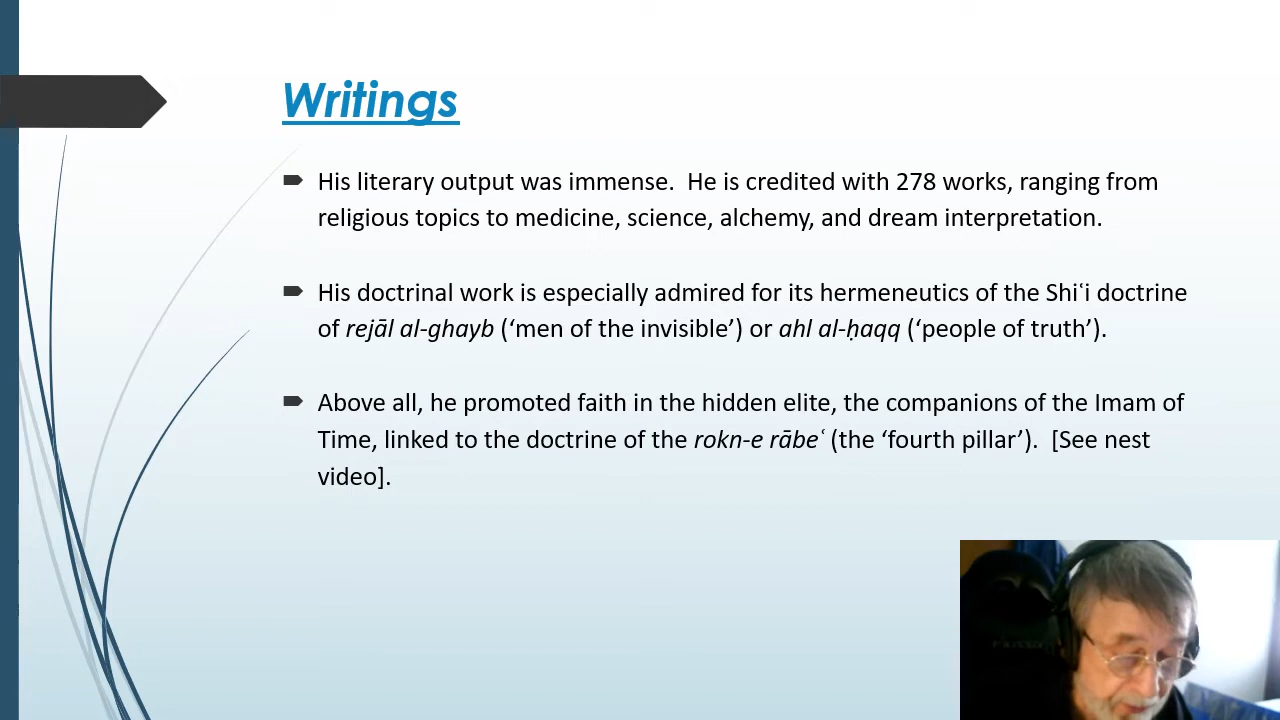 Writings
His literary output was immense.  He is credited with 278 works, ranging from
religious topics to medicine, science, alchemy, and dream interpretation.
His doctrinal work is especially admired for its hermeneutics of the Shiʿi doctrine
of rejāl al-ghayb (‘men of the invisible’) or ahl al-ḥaqq (‘people of truth’).
Above all, he promoted faith in the hidden elite, the companions of the Imam of
Time, linked to the doctrine of the rokn-e rābeʿ (the ‘fourth pillar’).  [See nest
video].